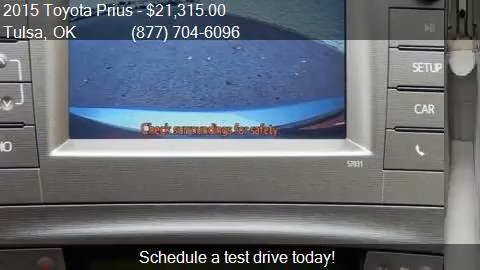 2015 Toyota Prius - $21,315.00
Tulsa, OK (877) 704-6096
SETUP
CAR
Check surroundings for safety.
57031
Schedule a test drive today!